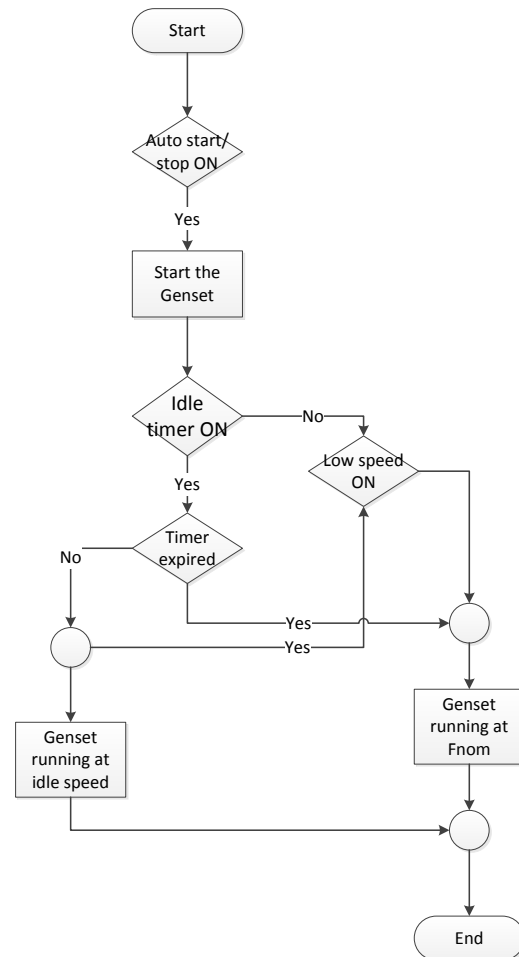 Start
Auto start/
stop ON
Yes
Start the
Genset
Idle
timer ON
No
Low speed
ON
Yes
Timer
expired
No
Yes
Yes
Genset
running at
Fnom
Genset
running at
idle speed
End